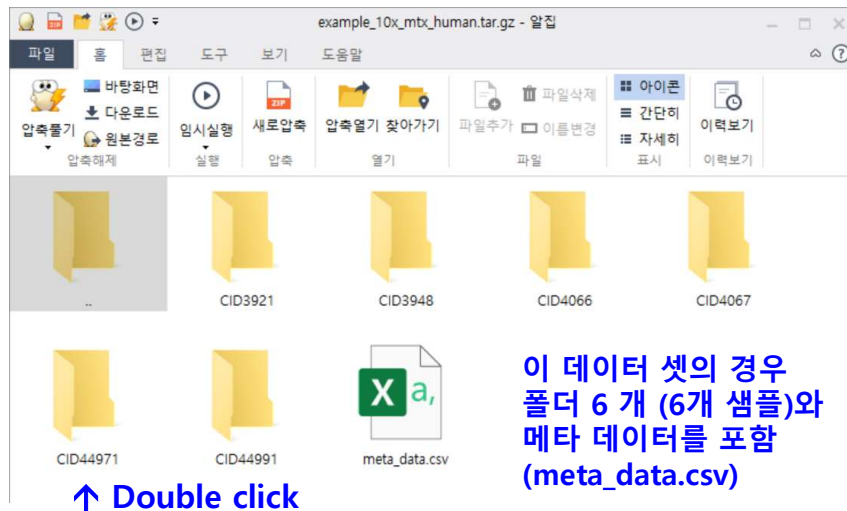 example_10x_mtx_human.tar.gz - 알집
파일 홈 편집 도구 보기 도움말
압축풀기 바탕화면 다운로드 원본경로 임시실행 ZIP 새로압축 압축열기 찾아가기 파일추가 파일삭제 이름변경 아이콘 간단히 자세히 이력보기
압축해제 실행 압축 열기 파일 표시 이력보기
.. CID3921 CID3948 CID4066 CID4067
X a,
이 데이터 셋의 경우
폴더 6 개 (6개 샘플)와
메타 데이터를 포함
(meta_data.csv)
CID44971 CID44991 meta_data.csv
↑ Double click